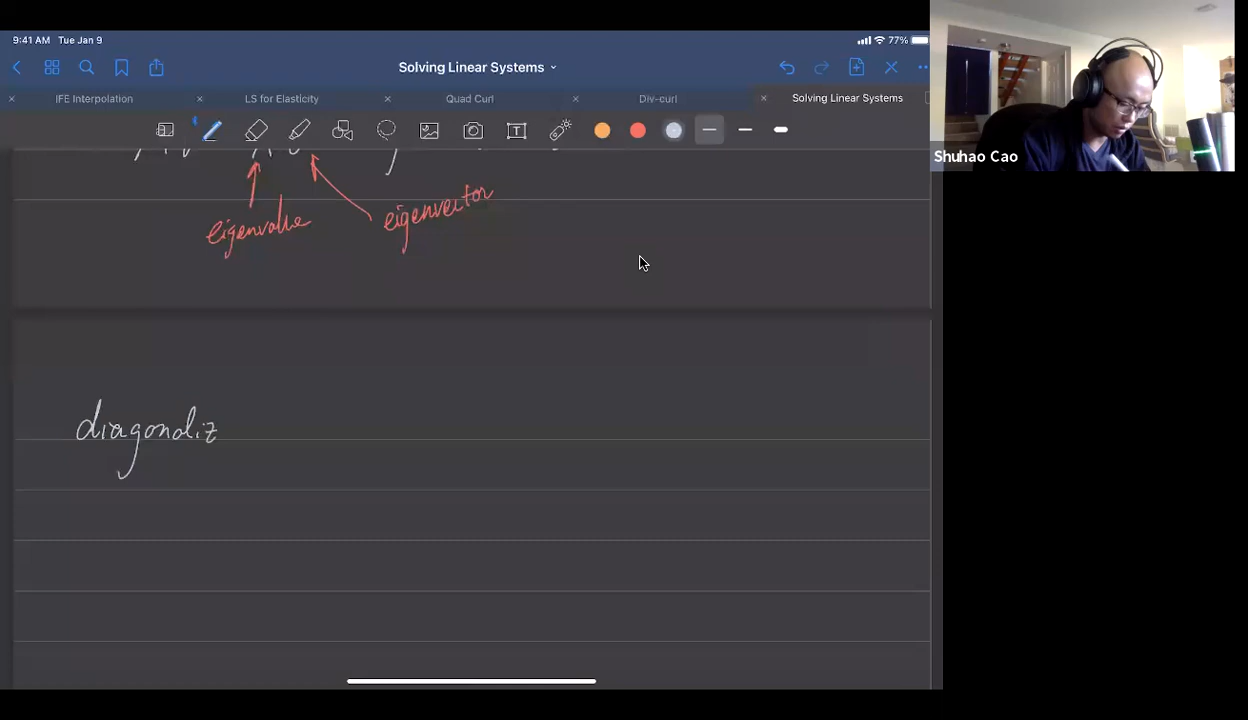 9:41 AM Tue Jan 9
77%
Solving Linear Systems
IFE Interpolation
LS for Elasticity
Quad Curl
Div-curl
Solving Linear Systems
Shuhao Cao
eigenvalue
eigenvector
diagonaliz